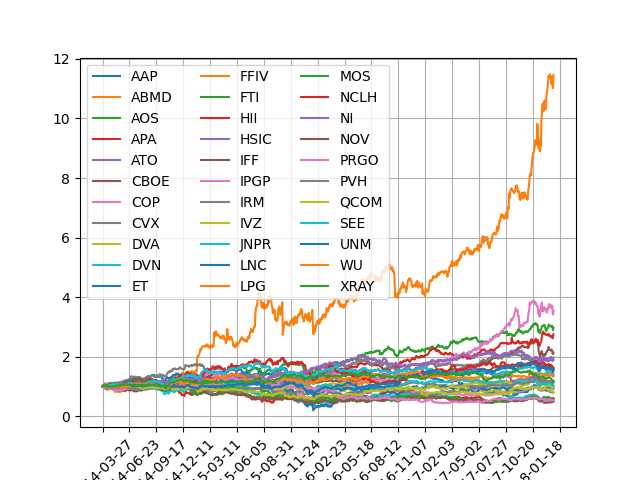 12
10
8
6
4
2
0
AAP FFIV MOS
ABMD FTI NCLH
AOS HII NI
APA HSIC NOV
ATO IFF PRGO
CBOE IPGP PVH
COP IRM QCOM
CVX IVZ SEE
DVA JNPR UNM
DVN LNC WU
ET LPG XRAY
4-03-27 4-06-23 14-09-17 14-12-11 5-03-11 5-06-05 5-08-31 5-11-24 6-02-23 6-05-18 6-08-12 6-11-07 7-02-03 7-05-02 7-07-27 7-10-20 8-01-18